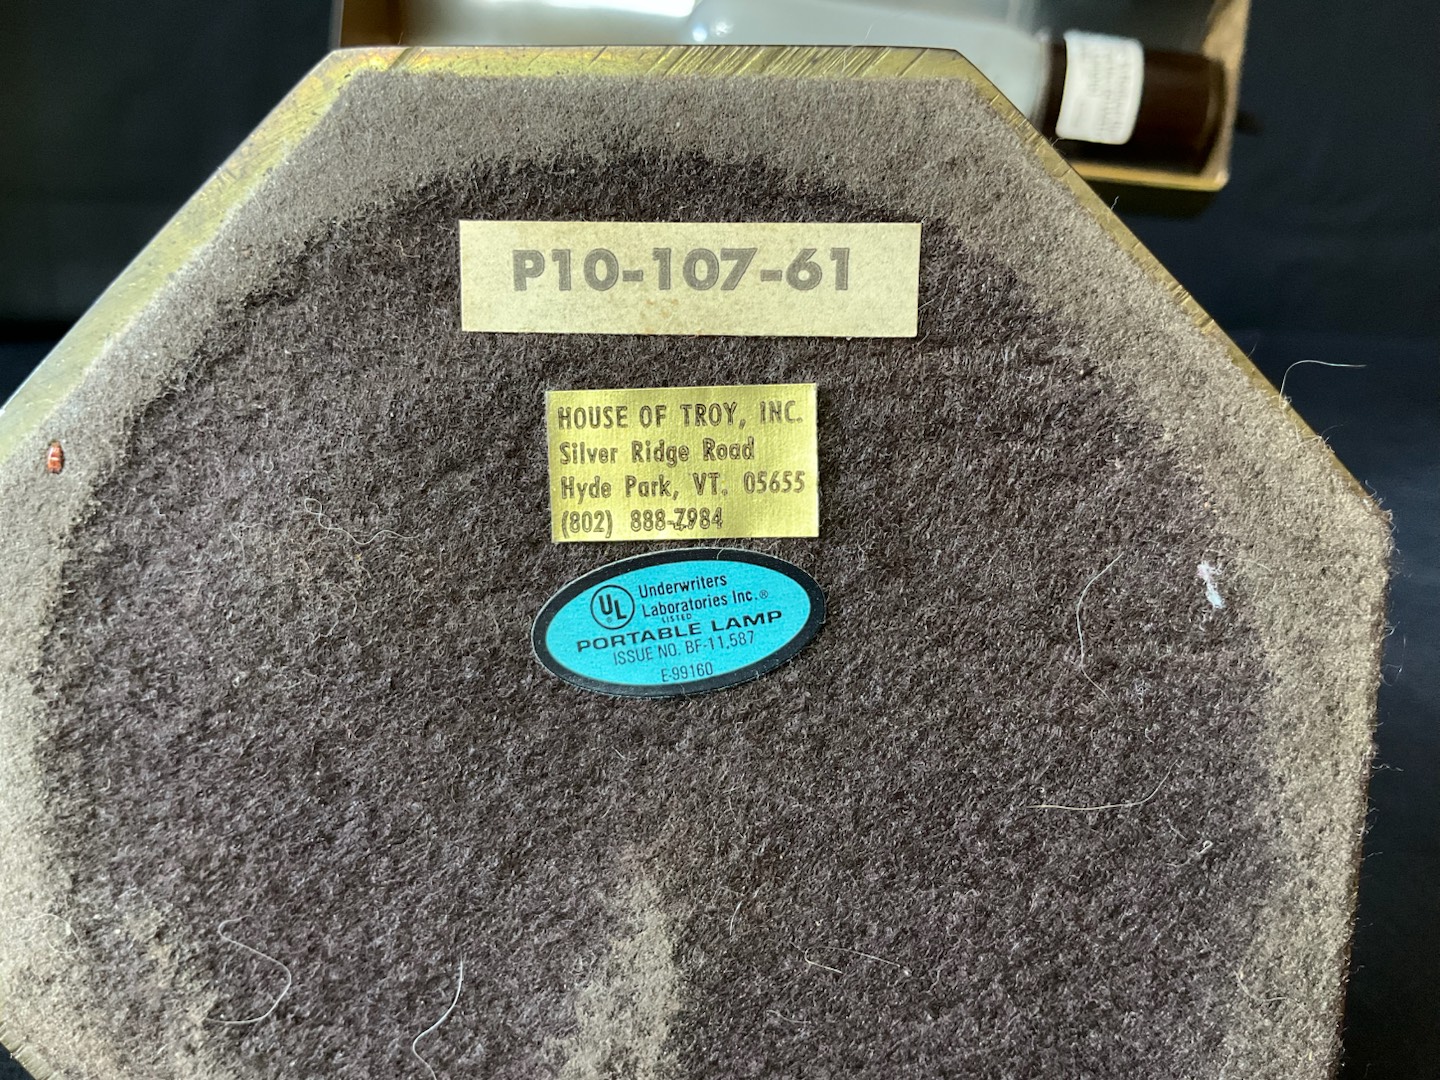 P10-107-61
HOUSE OF TROY, INC.
Silver Ridge Road
Hyde Park, VT. 05655
(802) 888-7984
UL
Underwriters
Laboratories Inc.®
LISTED
PORTABLE LAMP
ISSUE NO. BF-11,587
E-99160